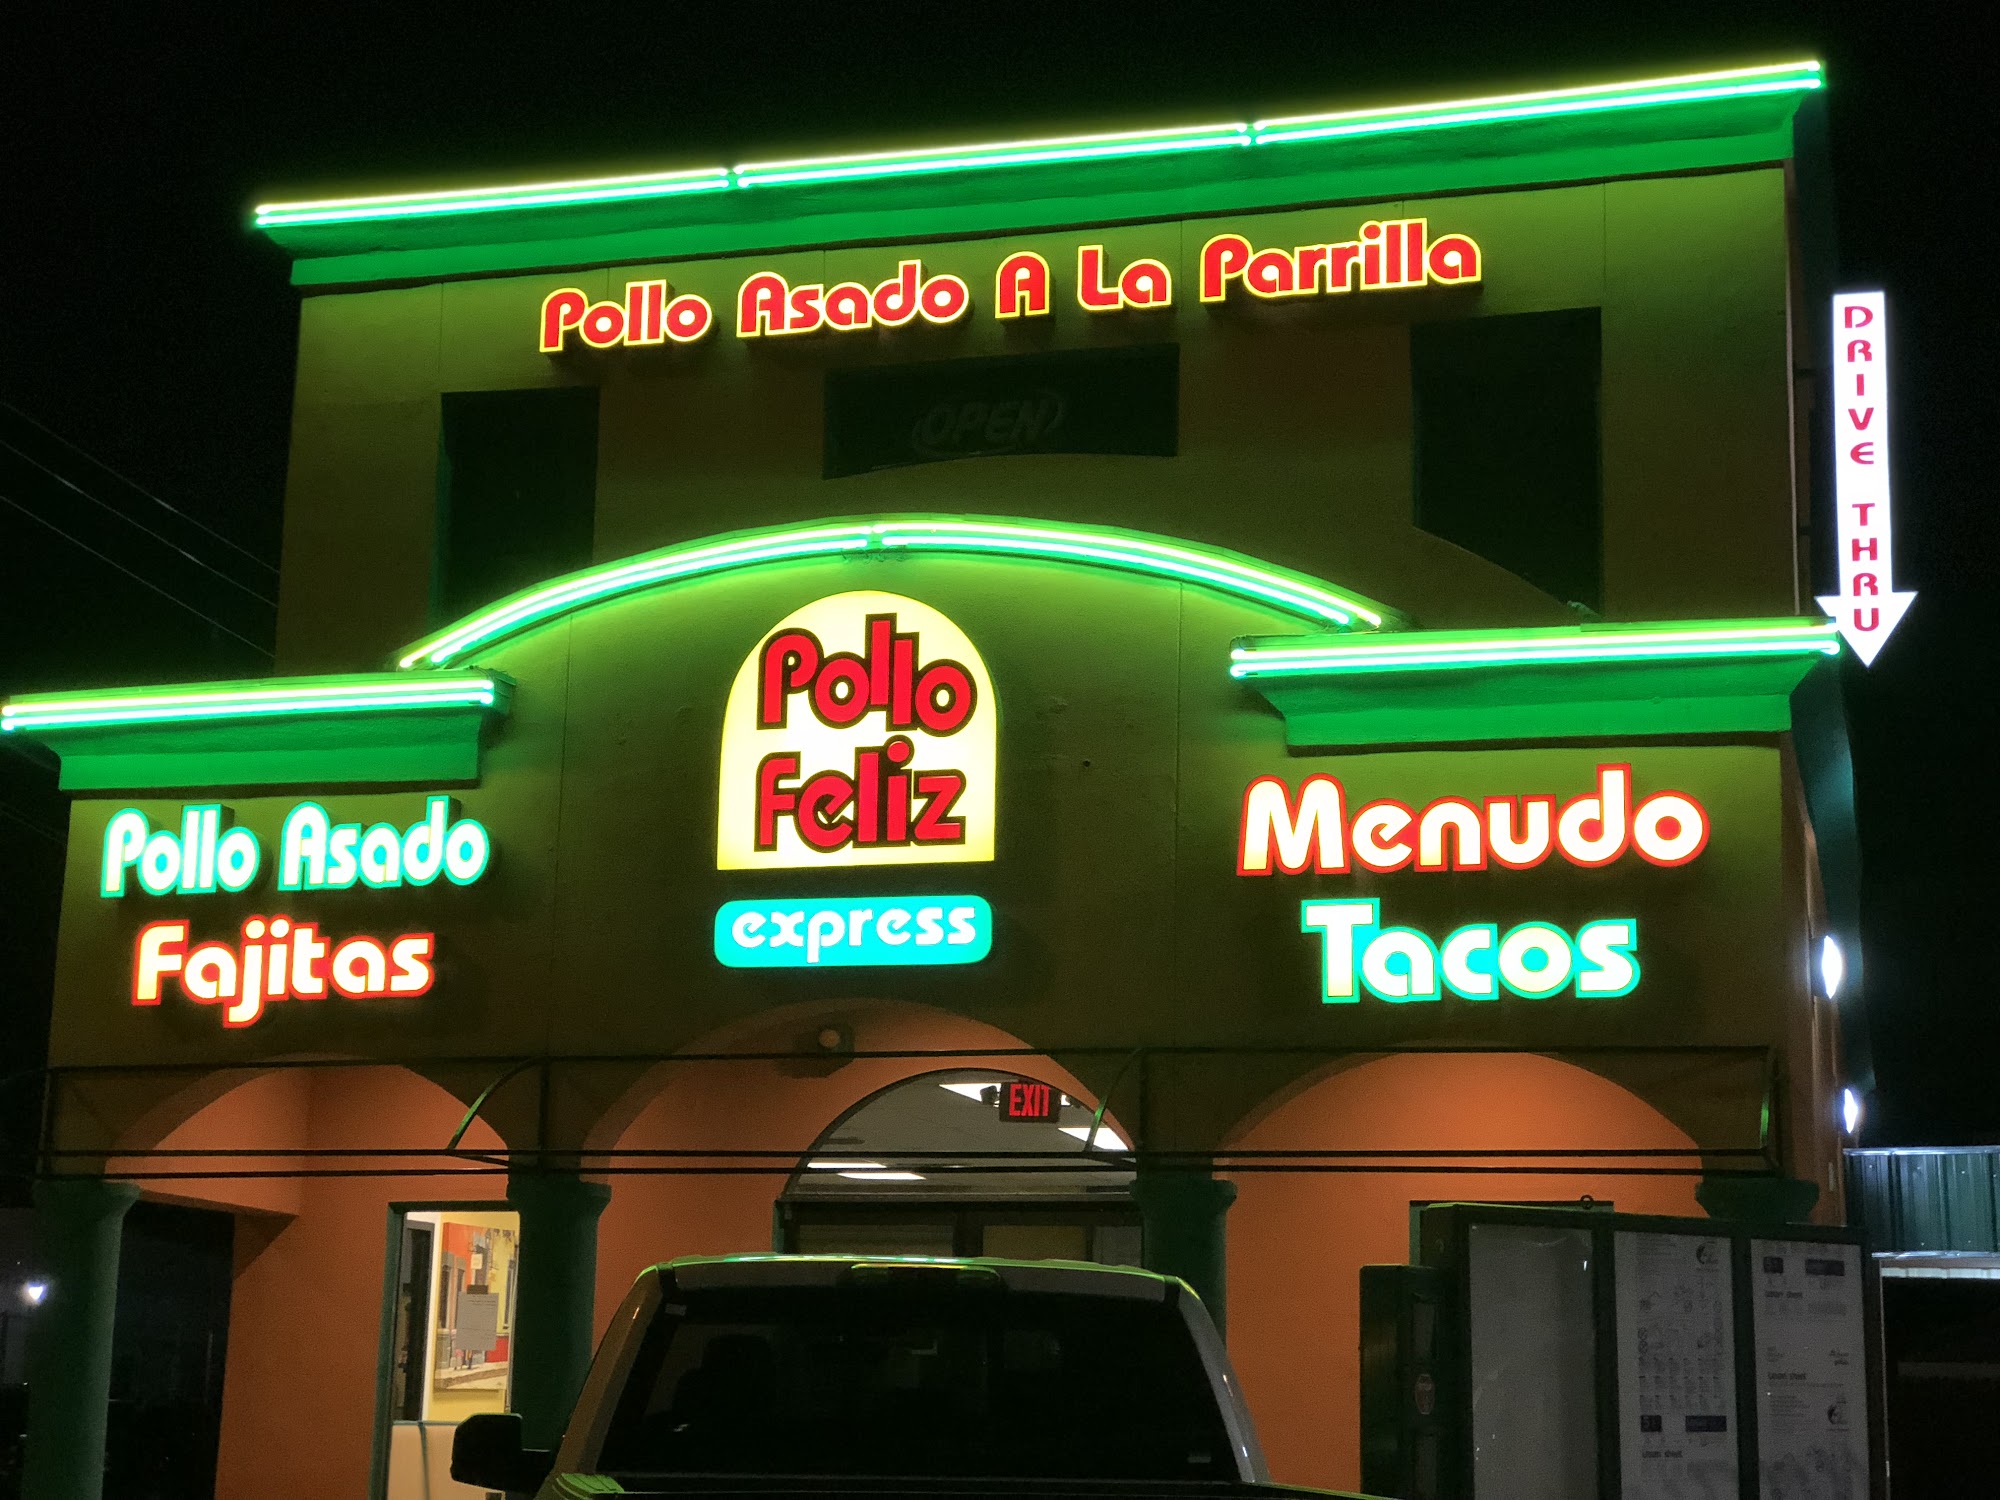 Pollo Asado A La Parrilla
DRIVE THRU
OPEN
Pollo
Feliz
express
Pollo Asado
Fajitas
Menudo
Tacos
EXIT